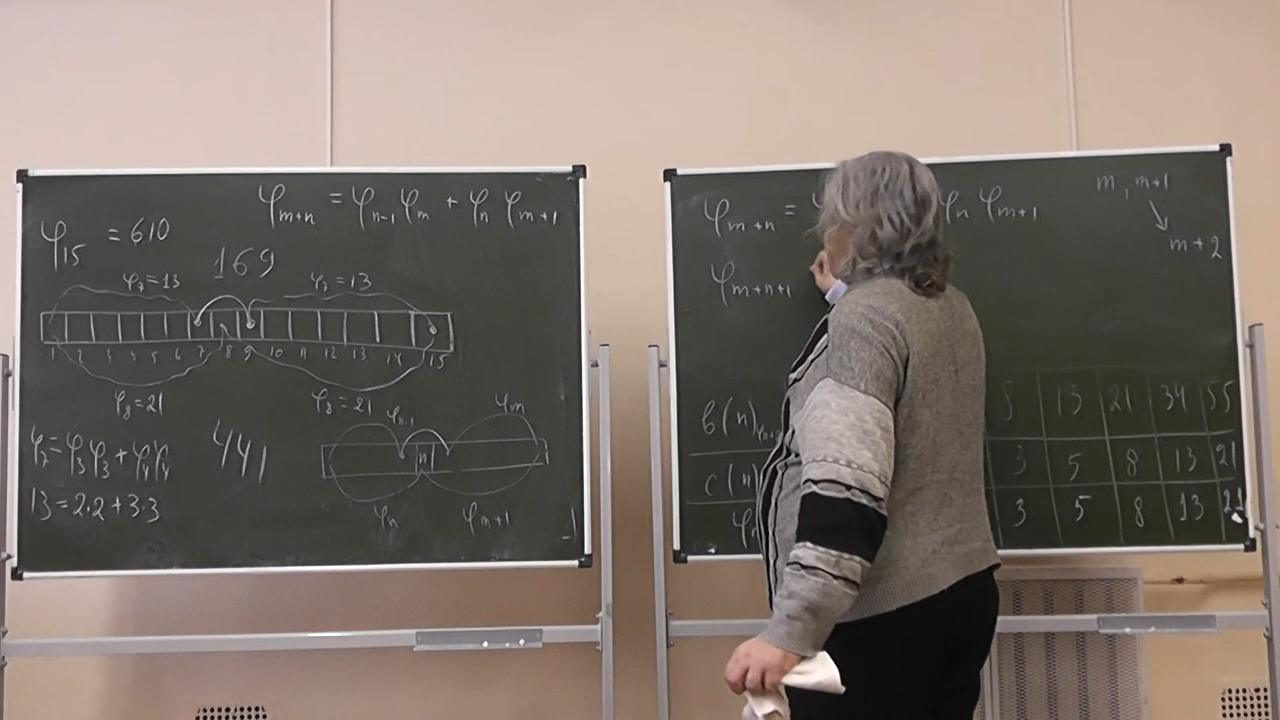 φ_{m+n} = φ_{n-1} φ_m + φ_n φ_{m+1}
φ_{15} = 610
169
φ_7 = 13 φ_7 = 13
1 2 3 4 5 6 7 8 9 10 11 12 13 14 15
φ_8 = 21 φ_8 = 21
φ_7 = φ_3 φ_3 + φ_4 φ_4
441
13 = 2·2 + 3·3
φ_{n-1} φ_m
n
φ_n φ_{m+1}
m, m+1
m+2
φ_{m+n} = φ_n φ_{m+1}
φ_{m+n+1}
в(n) 8 13 21 34 55
c(n) 3 5 8 13 21
φ_n 3 5 8 13 21